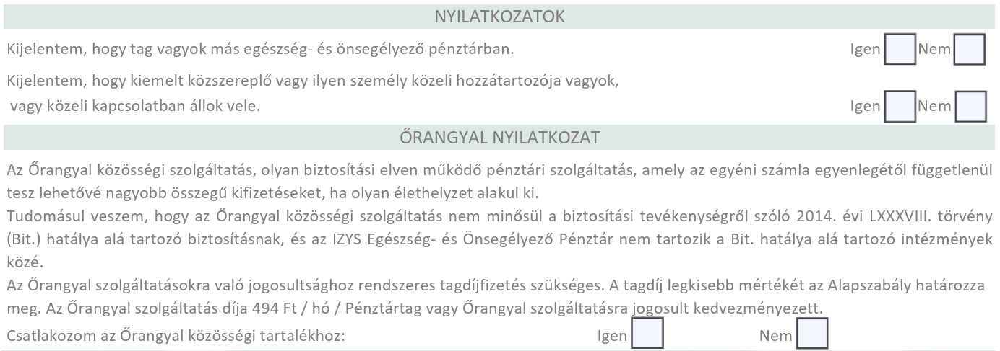 NYILATKOZATOK
Kijelentem, hogy tag vagyok más egészség- és önsegélyező pénztárban. Igen Nem
Kijelentem, hogy kiemelt közszereplő vagy ilyen személy közeli hozzátartozója vagyok,
vagy közeli kapcsolatban állok vele. Igen Nem
ŐRANGYAL NYILATKOZAT
Az Őrangyal közösségi szolgáltatás, olyan biztosítási elven működő pénztári szolgáltatás, amely az egyéni számla egyenlegétől függetlenül
tesz lehetővé nagyobb összegű kifizetéseket, ha olyan élethelyzet alakul ki.
Tudomásul veszem, hogy az Őrangyal közösségi szolgáltatás nem minősül a biztosítási tevékenységről szóló 2014. évi LXXXVIII. törvény
(Bit.) hatálya alá tartozó biztosításnak, és az IZYS Egészség- és Önsegélyező Pénztár nem tartozik a Bit. hatálya alá tartozó intézmények
közé.
Az Őrangyal szolgáltatásokra való jogosultsághoz rendszeres tagdíjfizetés szükséges. A tagdíj legkisebb mértékét az Alapszabály határozza
meg. Az Őrangyal szolgáltatás díja 494 Ft / hó / Pénztártag vagy Őrangyal szolgáltatásra jogosult kedvezményezett.
Csatlakozom az Őrangyal közösségi tartalékhoz: Igen Nem